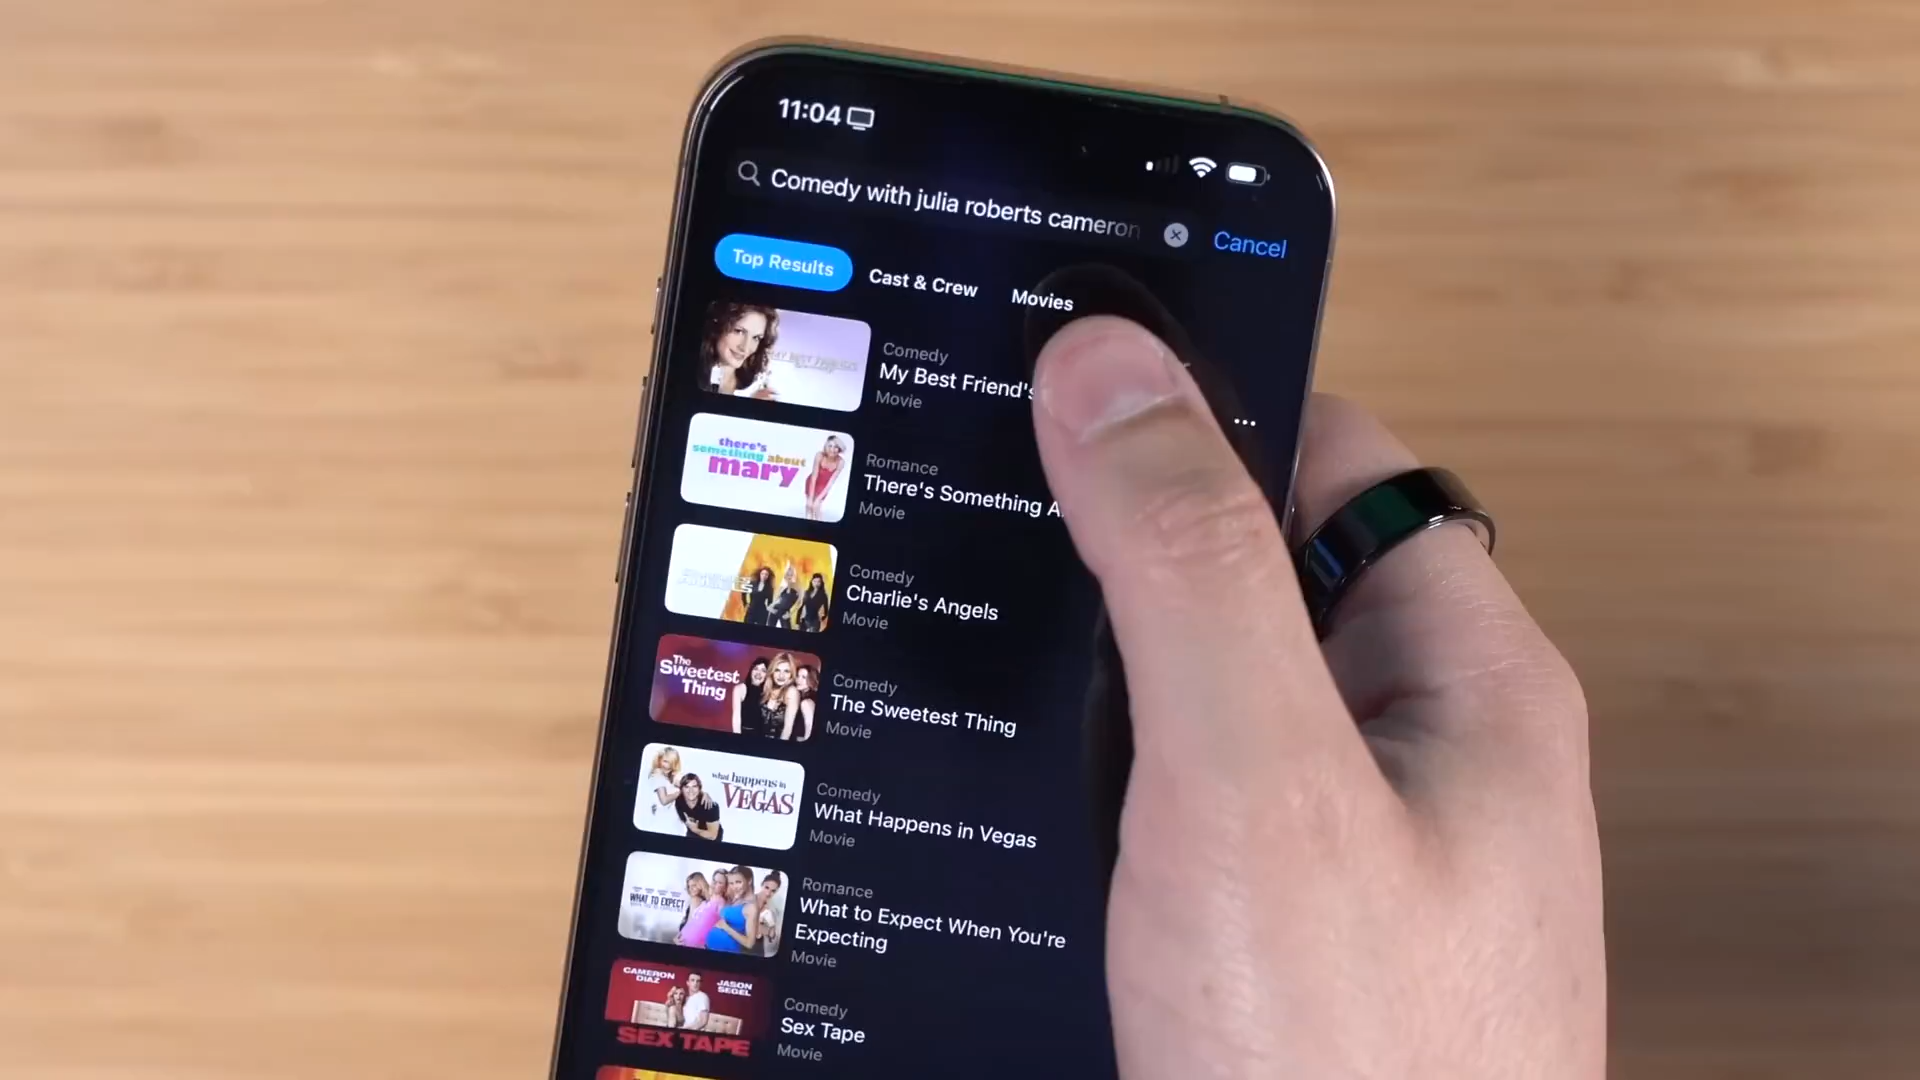 11:04
Comedy with julia roberts cameron
Cancel
Top Results
Cast & Crew
Movies
Comedy
My Best Friend's
Movie
there's
something about
mary
Romance
There's Something A
Movie
Comedy
Charlie's Angels
Movie
The
Sweetest
Thing
Comedy
The Sweetest Thing
Movie
what happens in
VEGAS
Comedy
What Happens in Vegas
Movie
WHAT TO EXPECT
Romance
What to Expect When You're
Expecting
Movie
CAMERON
DIAZ
JASON
SEGEL
SEX TAPE
Comedy
Sex Tape
Movie